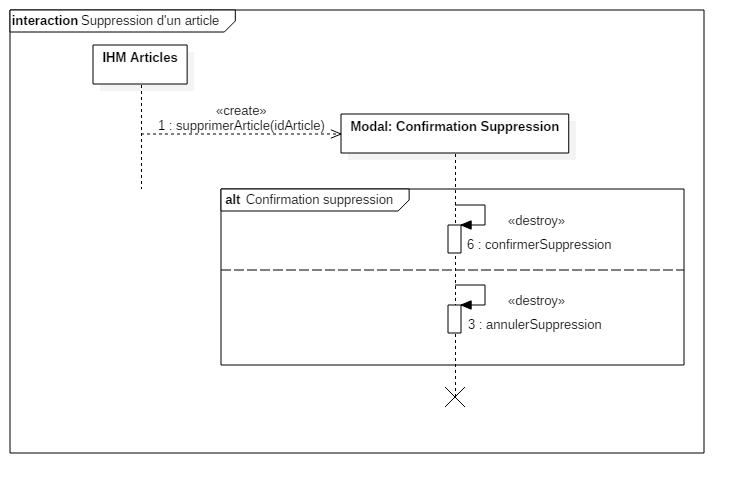 interaction Suppression d'un article
IHM Articles
«create»
1 : supprimerArticle(idArticle)
Modal: Confirmation Suppression
alt Confirmation suppression
«destroy»
6 : confirmerSuppression
«destroy»
3 : annulerSuppression